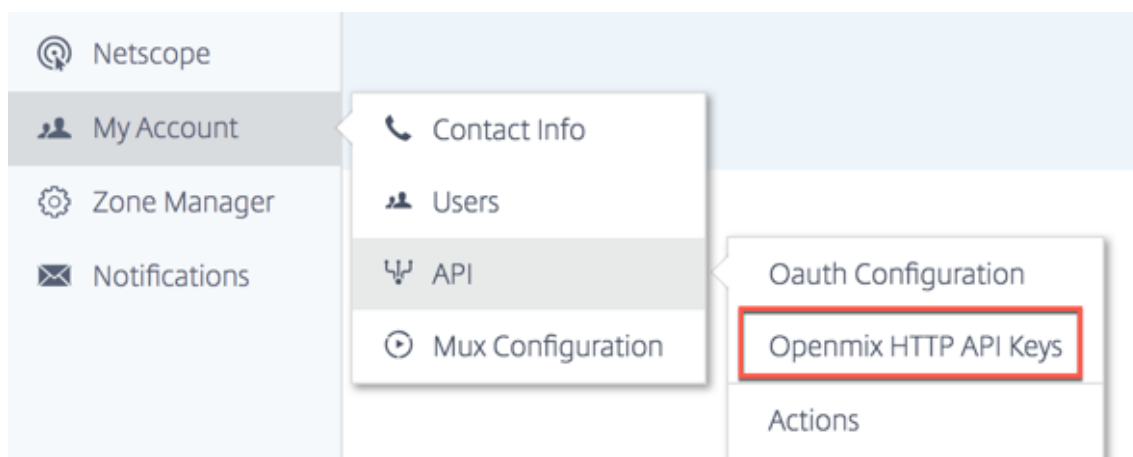 Netscope
My Account
Zone Manager
Notifications
Contact Info
Users
API
Mux Configuration
Oauth Configuration
Openmix HTTP API Keys
Actions